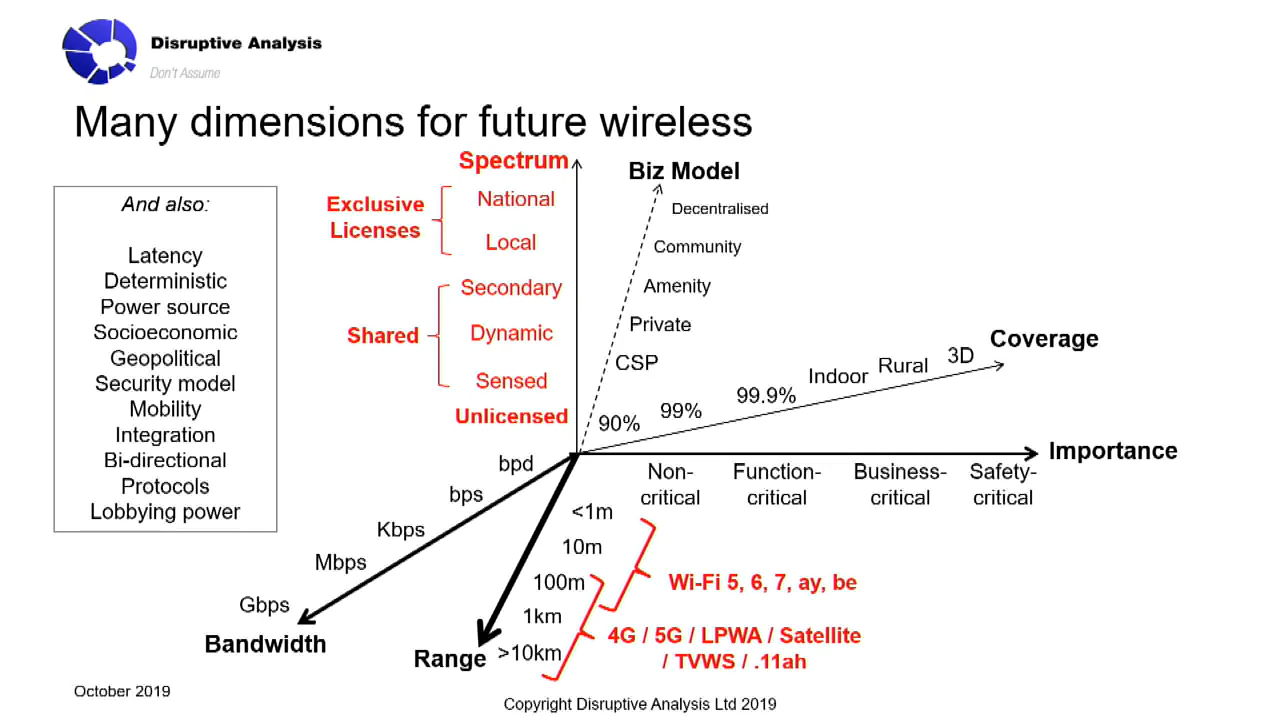 Disruptive Analysis
Don't Assume
Many dimensions for future wireless
And also:
Latency
Deterministic
Power source
Socioeconomic
Geopolitical
Security model
Mobility
Integration
Bi-directional
Protocols
Lobbying power
Spectrum
Exclusive
Licenses
National
Local
Shared
Secondary
Dynamic
Sensed
Unlicensed
Biz Model
Decentralised
Community
Amenity
Private
CSP
Coverage
90%
99%
99.9%
Indoor
Rural
3D
Importance
Non-
critical
Function-
critical
Business-
critical
Safety-
critical
bpd
bps
Kbps
Mbps
Gbps
Bandwidth
<1m
10m
100m
1km
>10km
Range
Wi-Fi 5, 6, 7, ay, be
4G / 5G / LPWA / Satellite
/ TVWS / .11ah
October 2019
Copyright Disruptive Analysis Ltd 2019